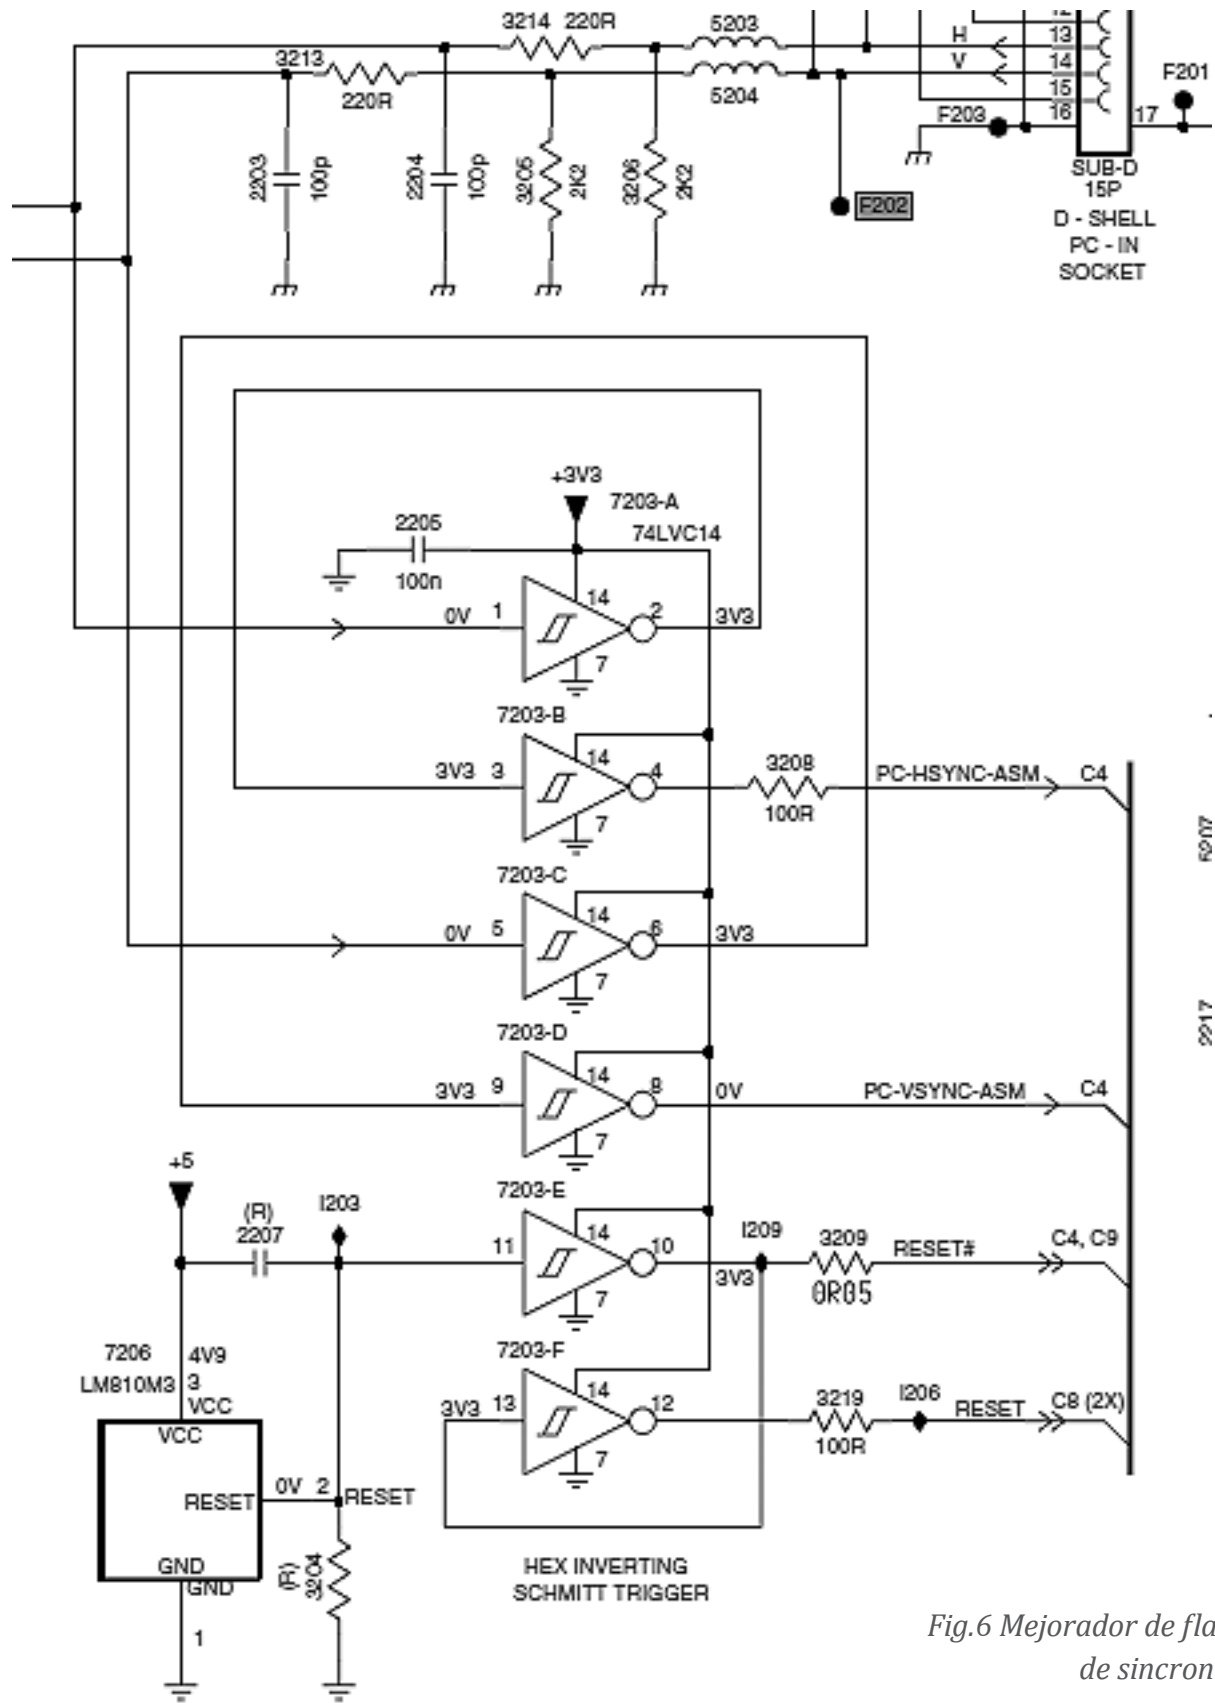 3214 220R
5203
12
H
13
3213
V
14
F201
220R
5204
15
F203
16
17
2203
100p
2204
100p
3205
2K2
3206
2K2
SUB-D
15P
F202
D - SHELL
PC - IN
SOCKET
+3V3
7203-A
2205
74LVC14
100n
14
0V 1
2
3V3
7
7203-B
14
3208
3V3 3
4
PC-HSYNC-ASM
C4
100R
7
5207
7203-C
14
0V 5
6
3V3
7
2217
7203-D
14
3V3 9
8
0V
PC-VSYNC-ASM
C4
7
+5
7203-E
(R)
I203
2207
14
I209
3209
C4, C9
11
10
RESET#
3V3
0R05
7
7206
4V9
7203-F
LM810M3
3
VCC
14
3219
I206
C8 (2X)
3V3 13
12
RESET
VCC
100R
7
0V 2
RESET
RESET
GND
GND
(R)
3204
HEX INVERTING
SCHMITT TRIGGER
1
Fig.6 Mejorador de fla
de sincron